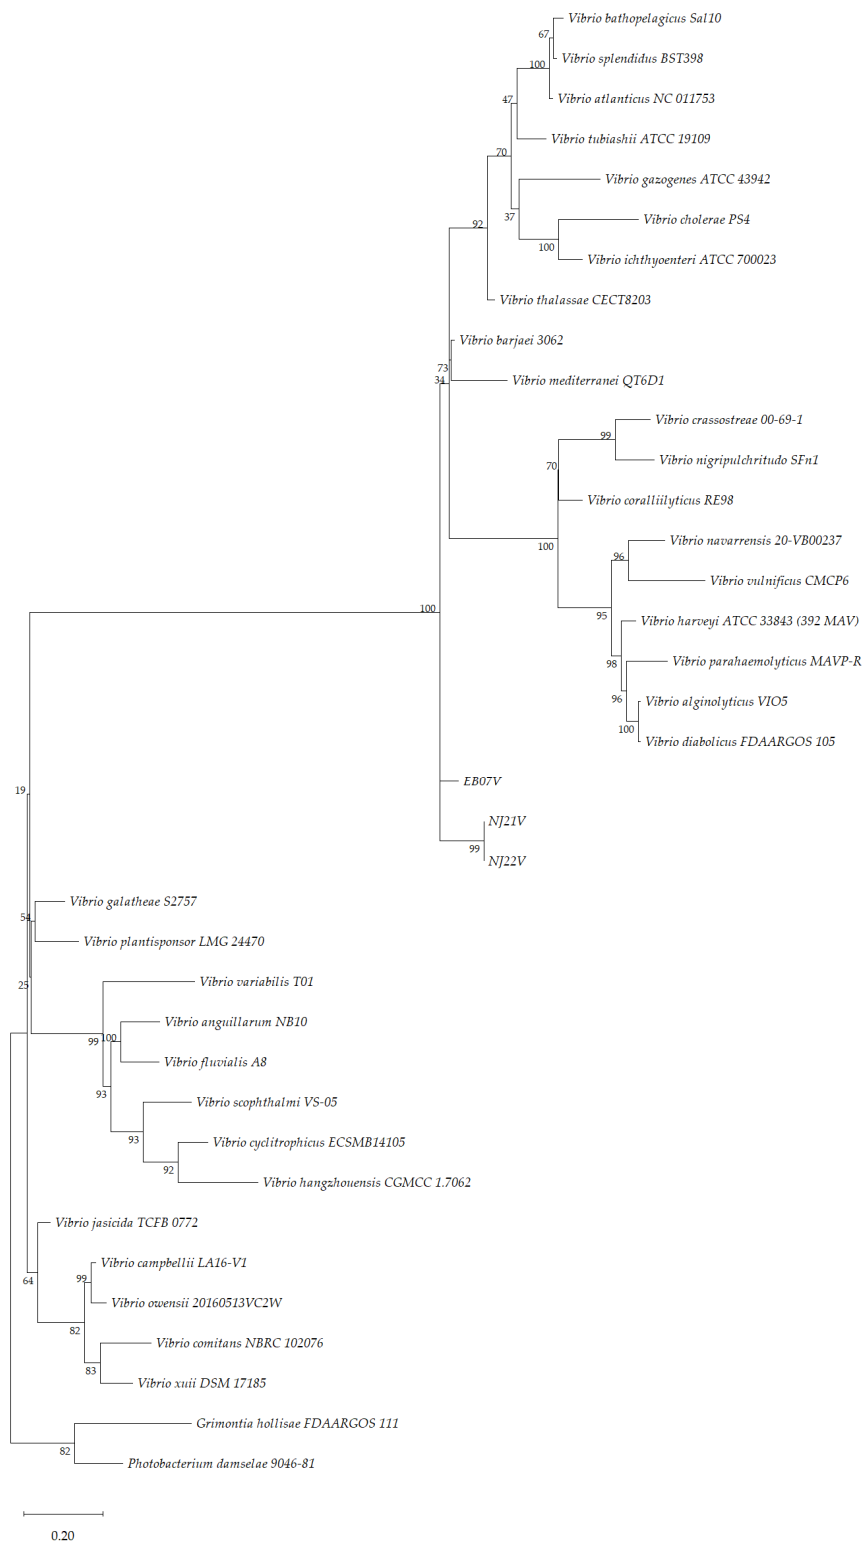 Vibrio bathopelagicus Sal10
67
Vibrio splendidus BST398
100
Vibrio atlanticus NC 011753
47
Vibrio tubiashii ATCC 19109
70
Vibrio gazogenes ATCC 43942
37
Vibrio cholerae PS4
92
100
Vibrio ichthyoenteri ATCC 700023
Vibrio thalassae CECT8203
Vibrio barjaei 3062
73
34
Vibrio mediterranei QT6D1
Vibrio crassostreae 00-69-1
99
Vibrio nigripulchritudo SFn1
70
Vibrio coralliilyticus RE98
100
Vibrio navarrensis 20-VB00237
96
Vibrio vulnificus CMCP6
95
100
Vibrio harveyi ATCC 33843 (392 MAV)
98
Vibrio parahaemolyticus MAVP-R
96
Vibrio alginolyticus VIO5
100
Vibrio diabolicus FDAARGOS 105
EB07V
19
NJ21V
99
NJ22V
Vibrio galatheae S2757
54
Vibrio plantisponsor LMG 24470
25
Vibrio variabilis T01
Vibrio anguillarum NB10
99
100
Vibrio fluvialis A8
93
Vibrio scophthalmi VS-05
93
Vibrio cyclitrophicus ECSMB14105
92
Vibrio hangzhouensis CGMCC 1.7062
Vibrio jasicida TCFB 0772
64
Vibrio campbellii LA16-V1
99
Vibrio owensii 20160513VC2W
82
Vibrio comitans NBRC 102076
83
Vibrio xuii DSM 17185
Grimontia hollisae FDAARGOS 111
82
Photobacterium damselae 9046-81
0.20